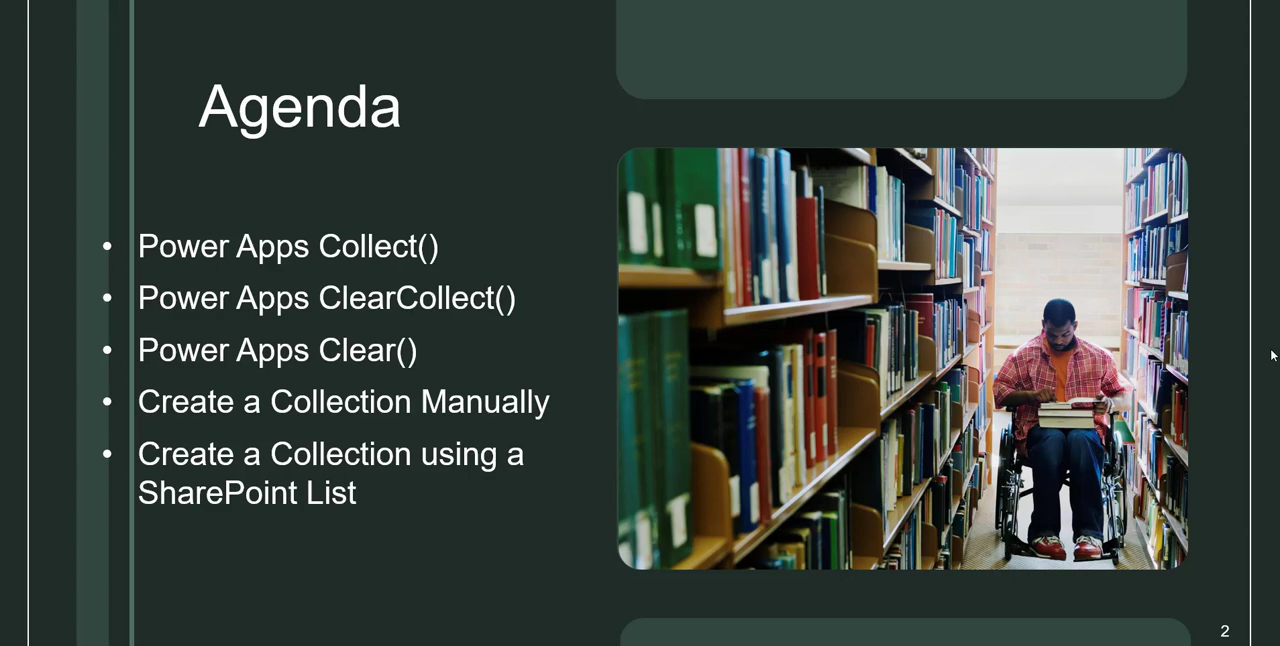 Agenda
• Power Apps Collect()
• Power Apps ClearCollect()
• Power Apps Clear()
• Create a Collection Manually
• Create a Collection using a
SharePoint List
2